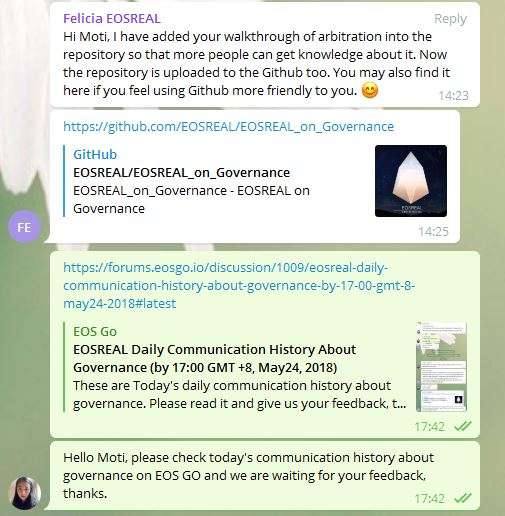 Felicia EOSREAL
Reply
Hi Moti, I have added your walkthrough of arbitration into the
repository so that more people can get knowledge about it. Now
the repository is uploaded to the Github too. You may also find it
here if you feel using Github more friendly to you. 😊
14:23
https://github.com/EOSREAL/EOSREAL_on_Governance
GitHub
EOSREAL/EOSREAL_on_Governance
EOSREAL_on_Governance - EOSREAL on
Governance
EOSREAL
FE
14:25
https://forums.eosgo.io/discussion/1009/eosreal-daily-
communication-history-about-governance-by-17-00-gmt-8-
may24-2018#latest
EOS Go
EOSREAL Daily Communication History About
Governance (by 17:00 GMT +8, May24, 2018)
These are Today's daily communication history about
governance. Please read it and give us your feedback, t...
17:42
Hello Moti, please check today's communication history about
governance on EOS GO and we are waiting for your feedback,
thanks.
17:42